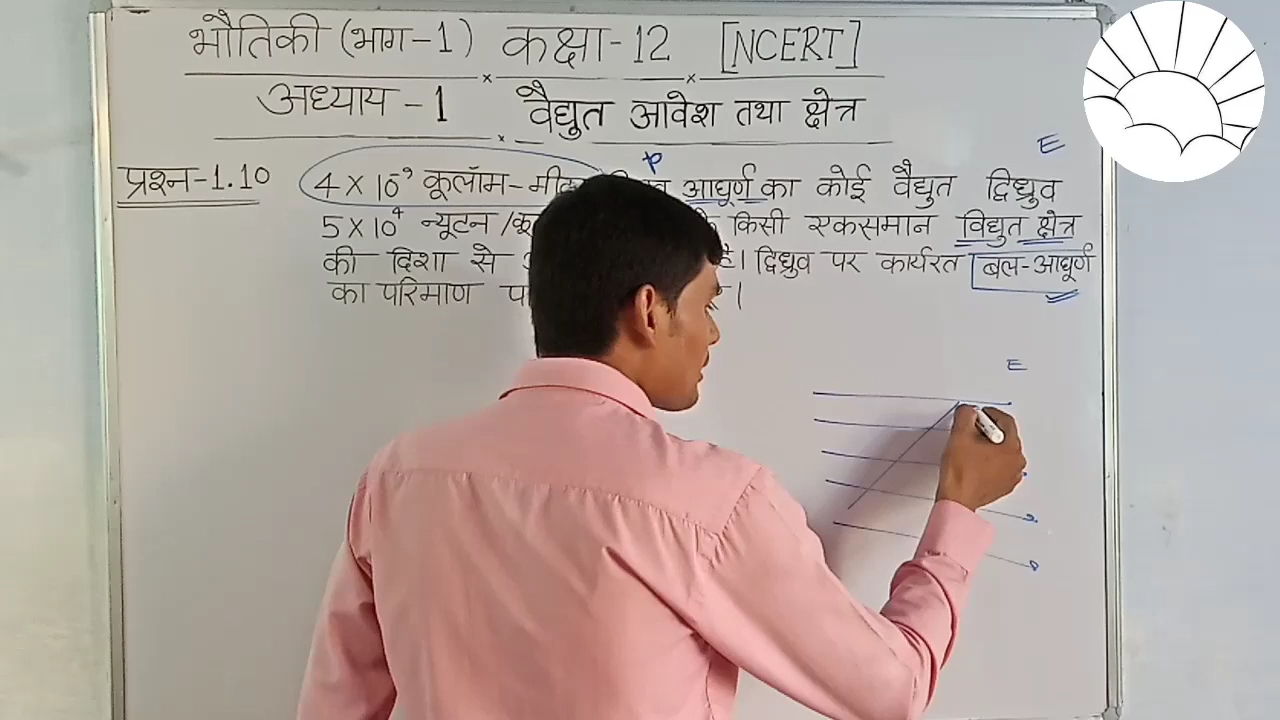 भौतिकी (भाग-1) कक्षा-12 [NCERT]
अध्याय -1 वैद्युत आवेश तथा क्षेत्र
E
p
प्रश्न-1.10 4 × 10⁻⁹ कूलॉम- आघूर्ण का कोई वैद्युत द्विध्रुव
5×10⁴ न्यूटन / किसी एकसमान विद्युत क्षेत्र
की दिशा से है। द्विध्रुव पर कार्यरत बल-आघूर्ण
का परिमाण
E